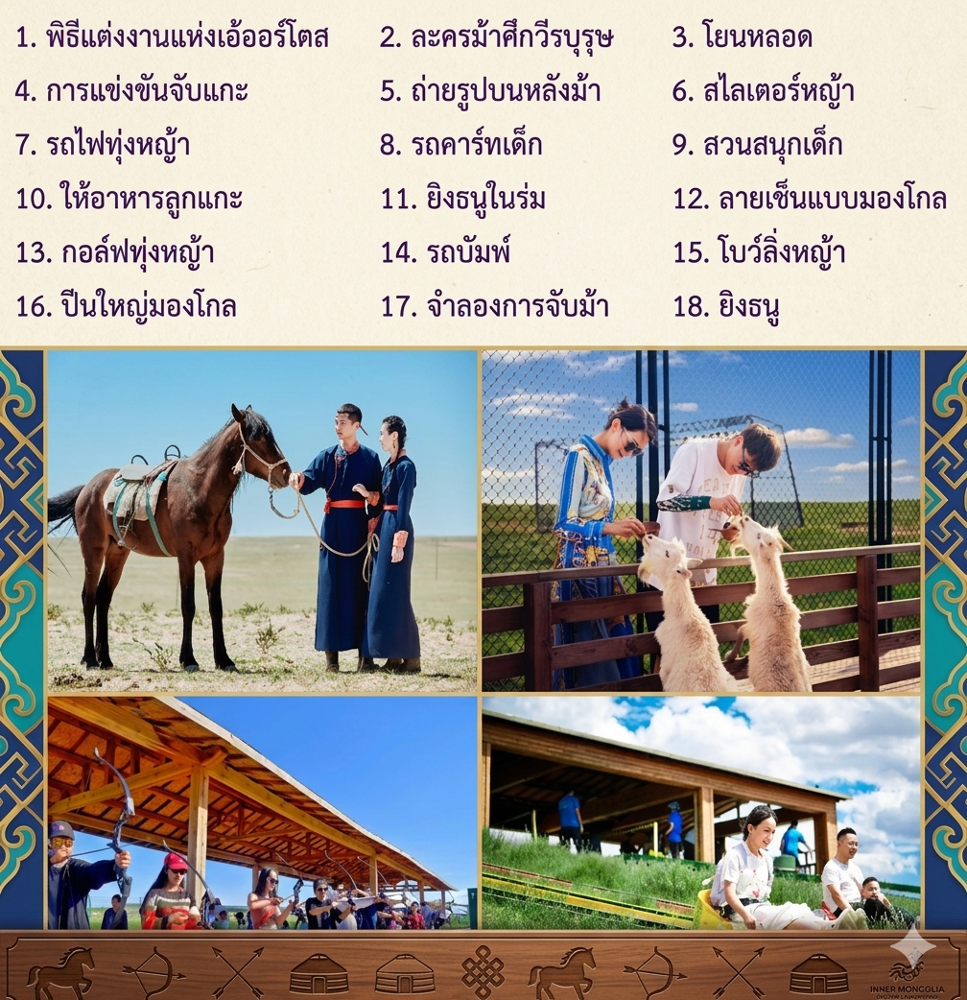 1. พิธีแต่งงานแห่งเอ้ออร์โตส 2. ละครม้าศึกวีรบุรุษ 3. โยนหลอด
4. การแข่งขันจับแกะ 5. ถ่ายรูปบนหลังม้า 6. สไลเตอร์หญ้า
7. รถไฟทุ่งหญ้า 8. รถคาร์ทเด็ก 9. สวนสนุกเด็ก
10. ให้อาหารลูกแกะ 11. ยิงธนูในร่ม 12. ลายเซ็นแบบมองโกล
13. กอล์ฟทุ่งหญ้า 14. รถบัมพ์ 15. โบว์ลิ่งหญ้า
16. ปืนใหญ่มองโกล 17. จำลองการจับม้า 18. ยิงธนู
INNER MONGOLIA